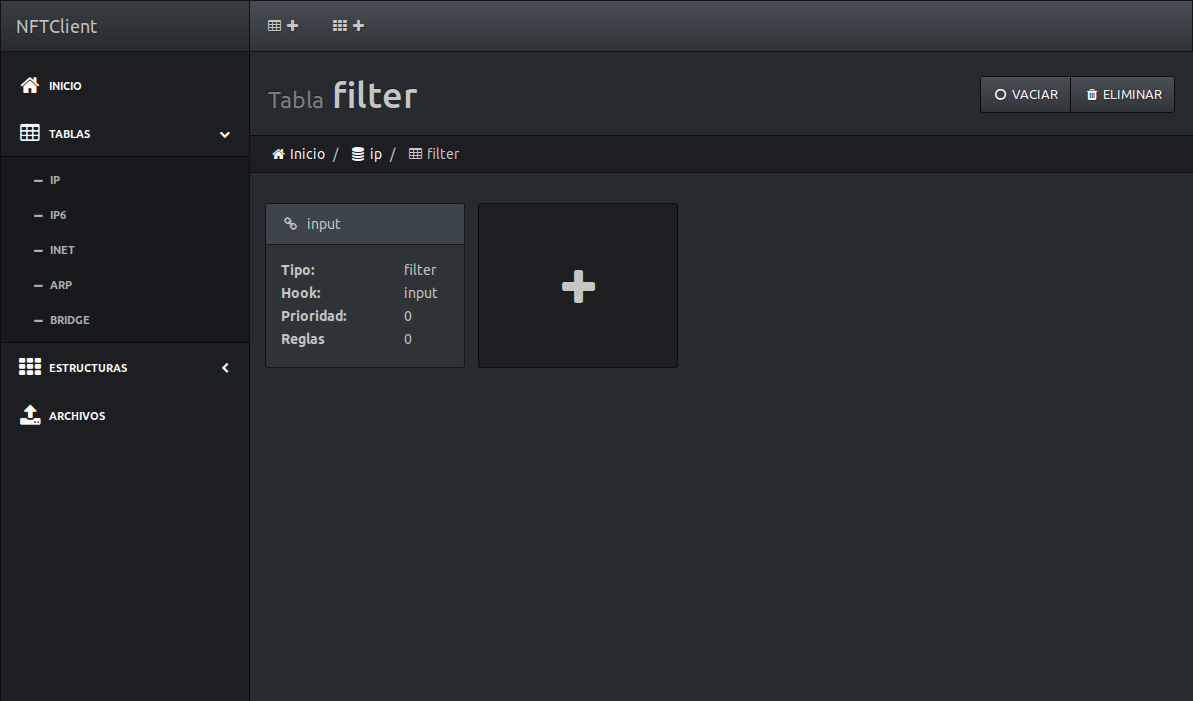 NFTClient
INICIO
TABLAS
IP
IP6
INET
ARP
BRIDGE
ESTRUCTURAS
ARCHIVOS
Tabla filter
VACIAR ELIMINAR
Inicio / ip / filter
input
Tipo: filter
Hook: input
Prioridad: 0
Reglas 0